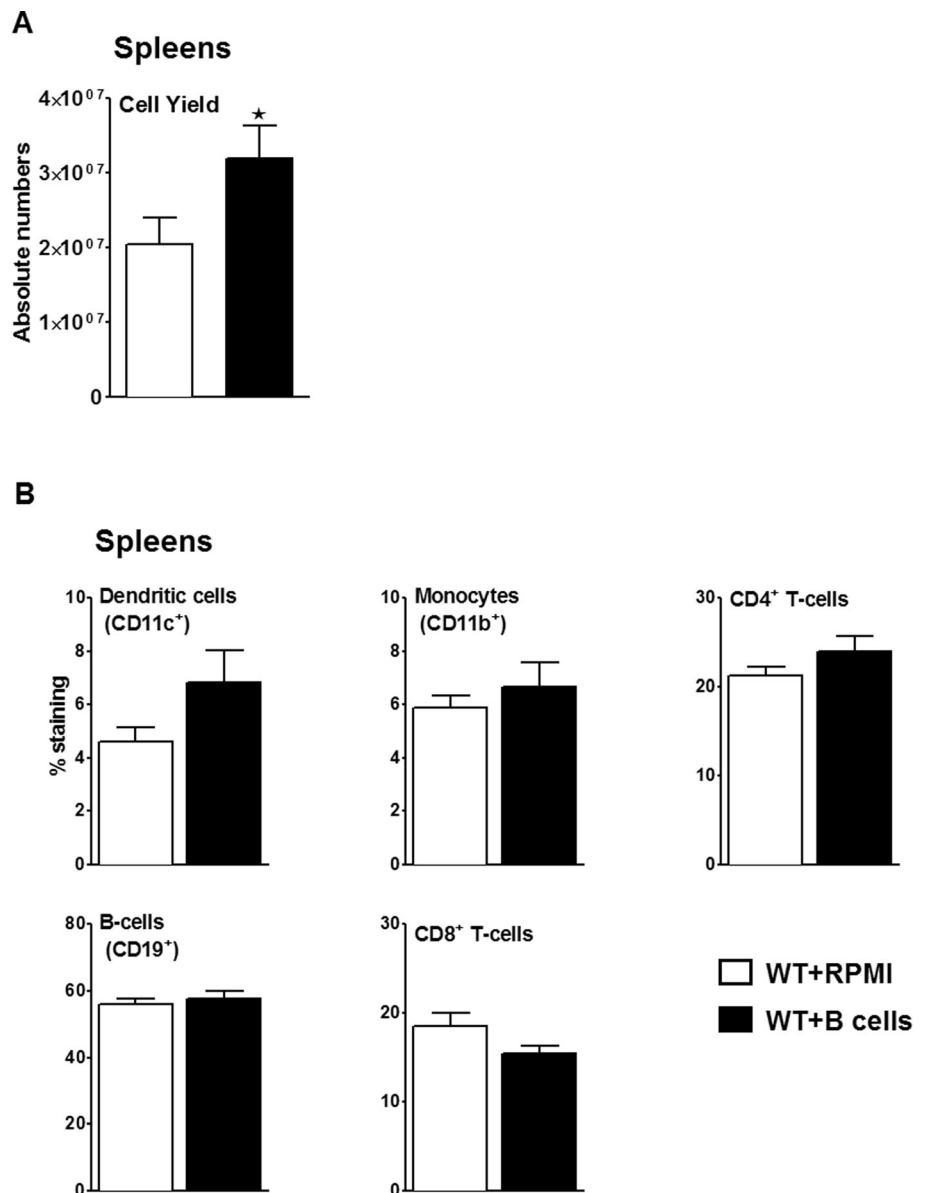 A
Spleens
Cell Yield
★
4×10⁰⁷
3×10⁰⁷
2×10⁰⁷
1×10⁰⁷
0
Absolute numbers
B
Spleens
Dendritic cells
(CD11c⁺)
10
8
6
4
2
0
% staining
Monocytes
(CD11b⁺)
10
8
6
4
2
0
CD4⁺ T-cells
30
20
10
0
B-cells
(CD19⁺)
80
60
40
20
0
CD8⁺ T-cells
30
20
10
0
WT+RPMI
WT+B cells